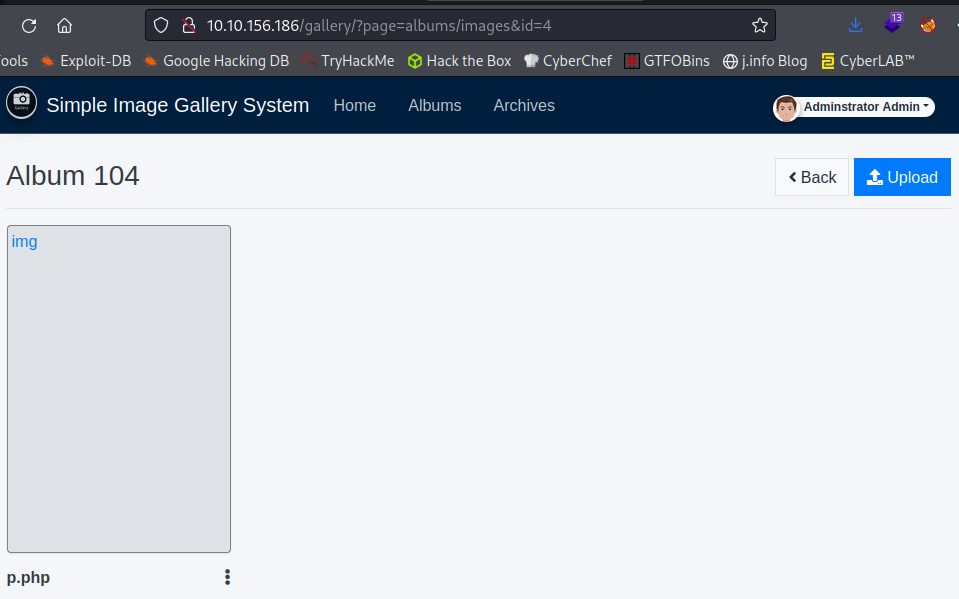 10.10.156.186/gallery/?page=albums/images&id=4
13
ools Exploit-DB Google Hacking DB TryHackMe Hack the Box CyberChef GTFOBins j.info Blog CyberLAB™
Simple Image Gallery System Home Albums Archives Adminstrator Admin
Album 104 Back Upload
img
p.php